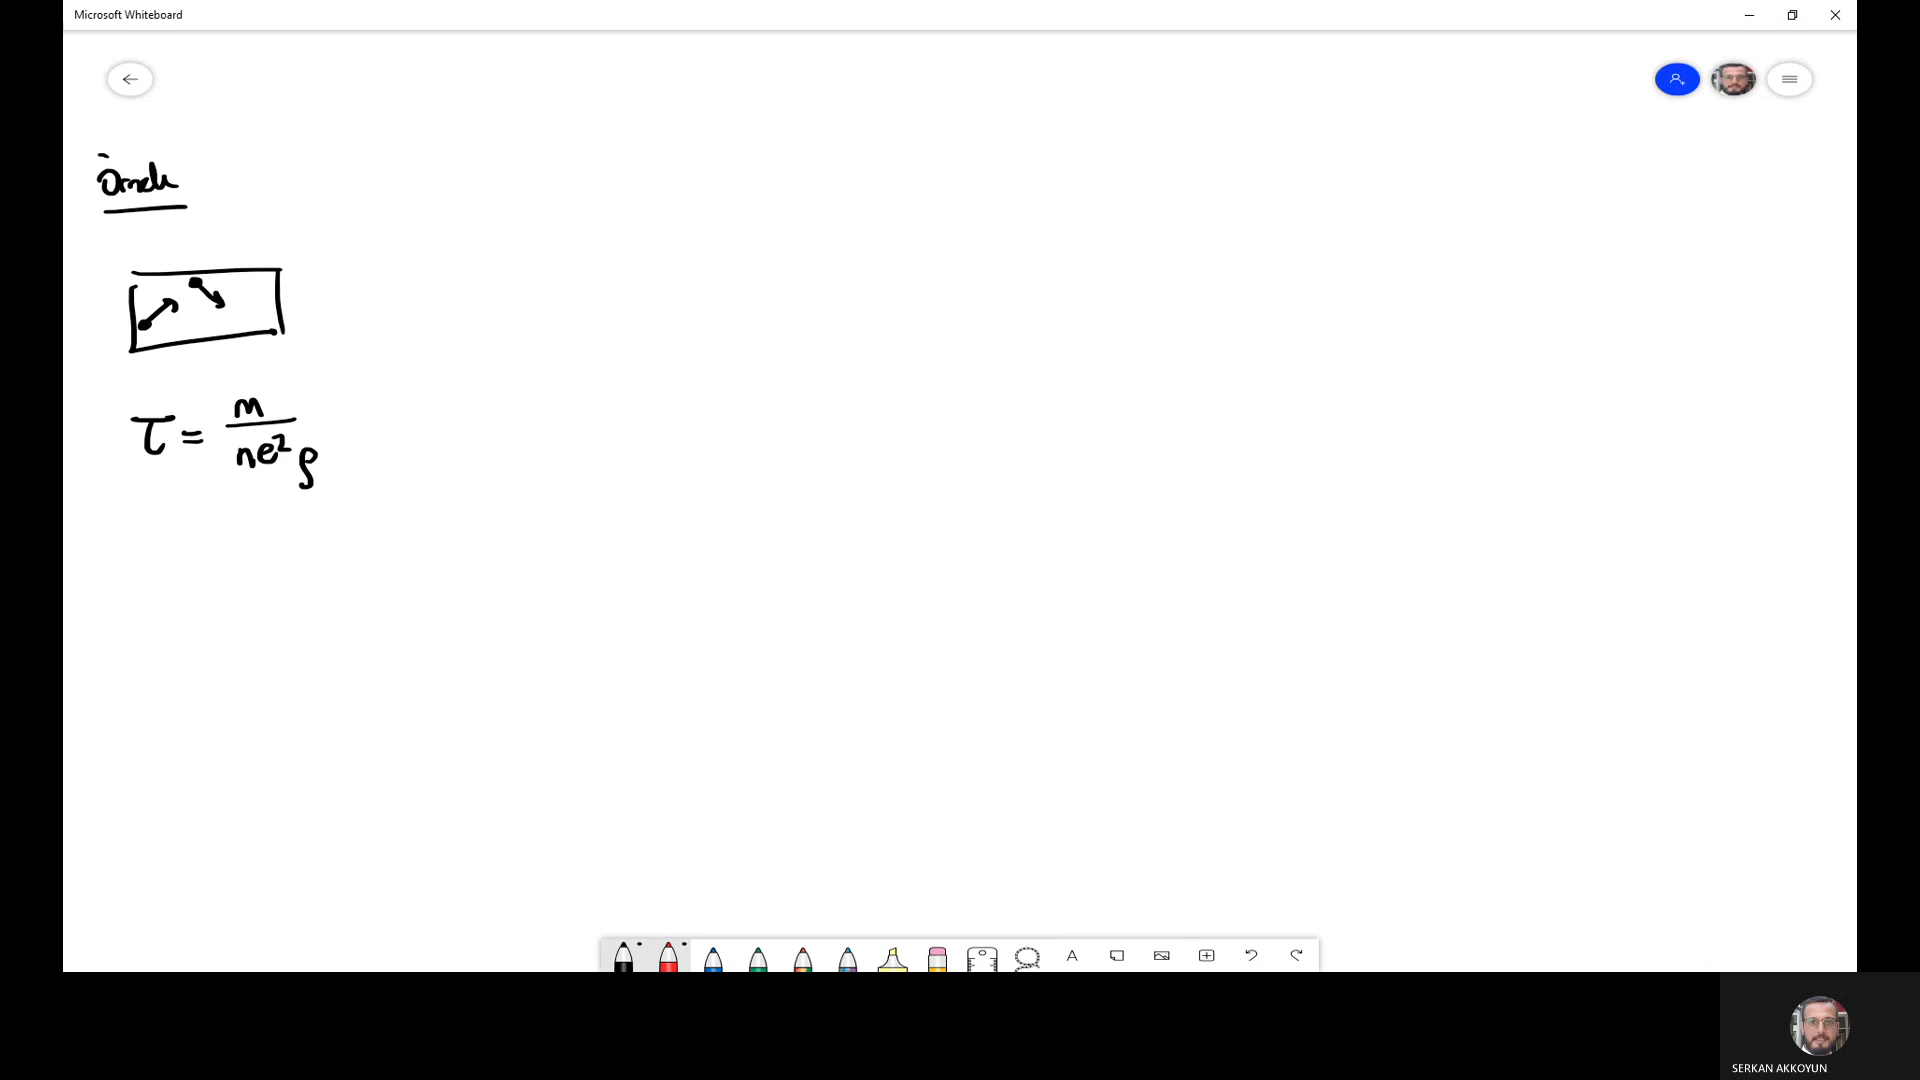 Microsoft Whiteboard
Örnek
τ = m / ne²ρ
A
SERKAN AKKOYUN